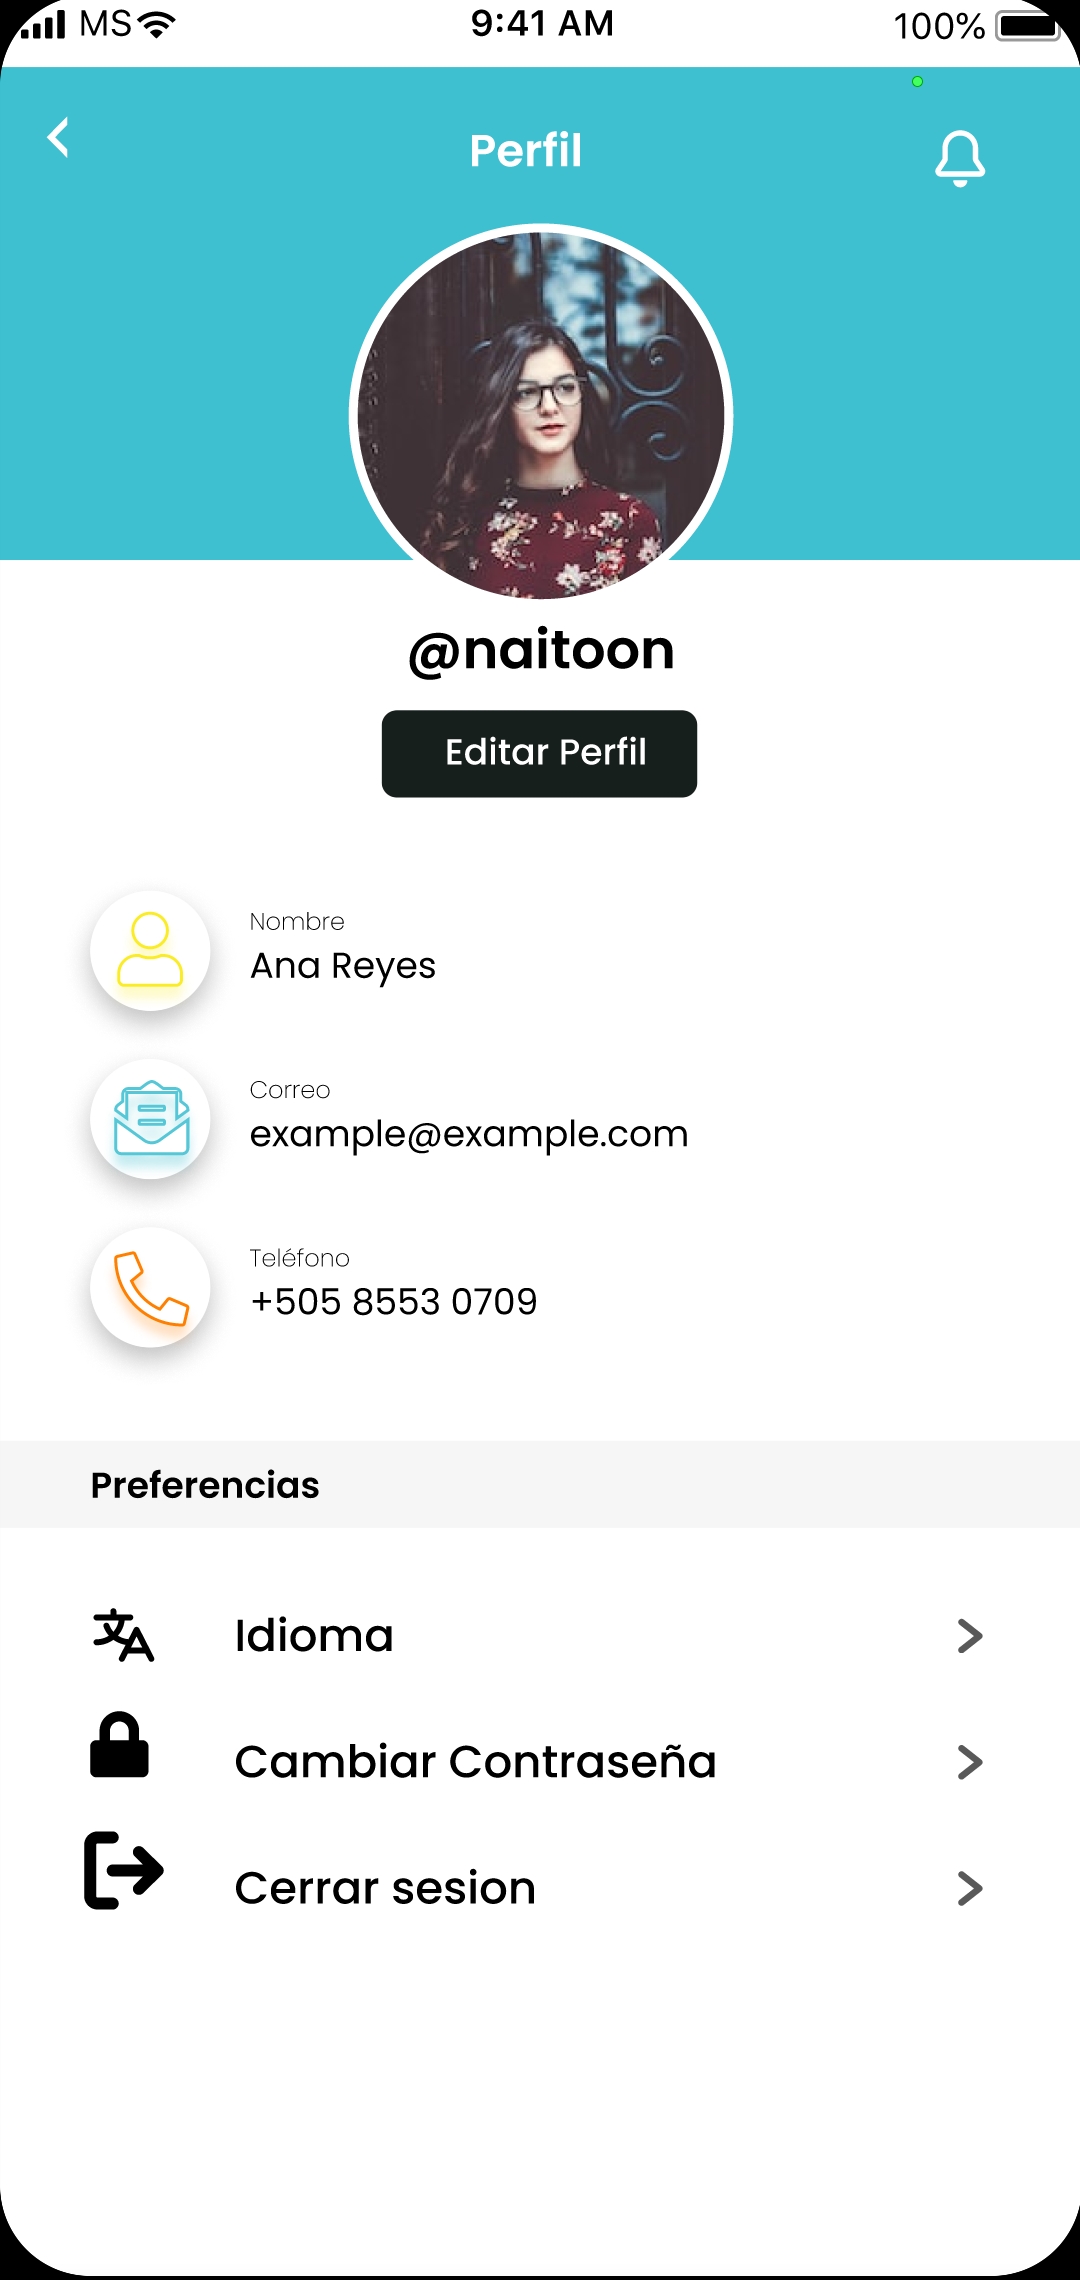 MS 9:41 AM 100%
Perfil
@naitoon
Editar Perfil
Nombre
Ana Reyes
Correo
example@example.com
Teléfono
+505 8553 0709
Preferencias
Idioma
Cambiar Contraseña
Cerrar sesion